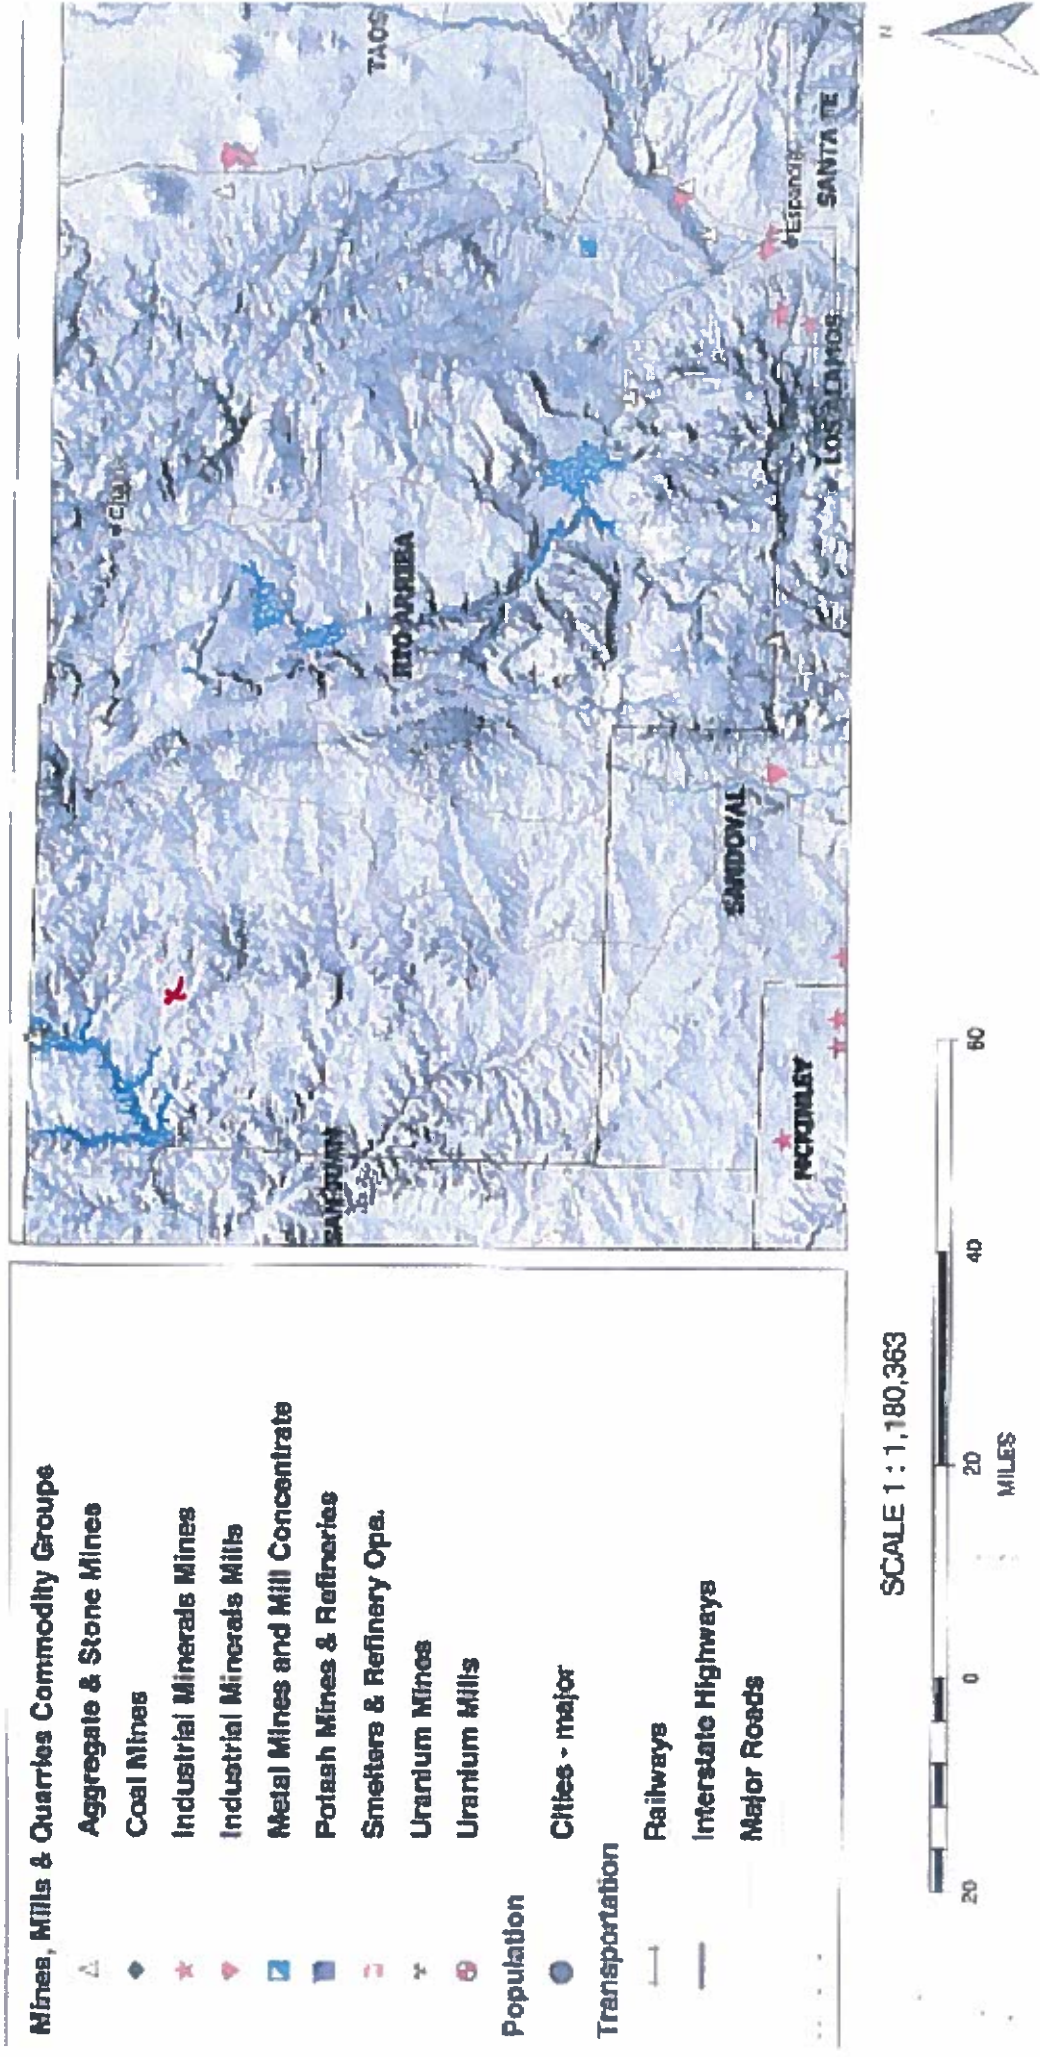 Mines, Mills & Quarries Commodity Groups
Aggregate & Stone Mines
Coal Mines
Industrial Minerals Mines
Industrial Minerals Mills
Metal Mines and Mill Concentrate
Potash Mines & Refineries
Smelters & Refinery Ops.
Uranium Mines
Uranium Mills
Population
Cities - major
Transportation
Railways
Interstate Highways
Major Roads
TAOS
Chama
RIO ARRIBA
SAN JUAN
Espanola
SANTA FE
LOS ALAMOS
SANDOVAL
MCKINLEY
SCALE 1 : 1,180,363
20 0 20 40 60
MILES
N